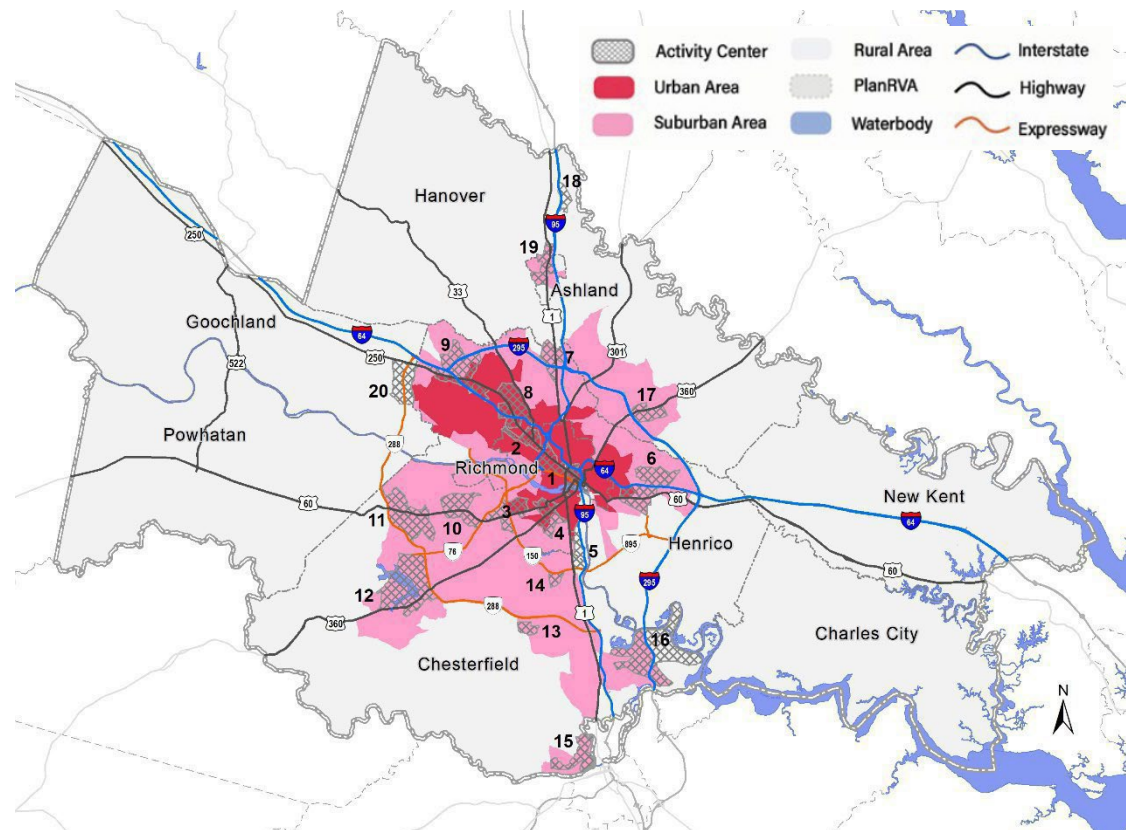 Activity Center
Rural Area
Interstate
Urban Area
PlanRVA
Highway
Suburban Area
Waterbody
Expressway
18
Hanover
95
250
19
Ashland
33
1
Goochland
64
9
295
7
301
250
522
20
8
17
360
Powhatan
288
2
Richmond
1
64
6
New Kent
60
60
64
11
10
3
4
95
Henrico
76
150
5
895
60
12
14
295
288
1
360
13
16
Charles City
Chesterfield
N
15